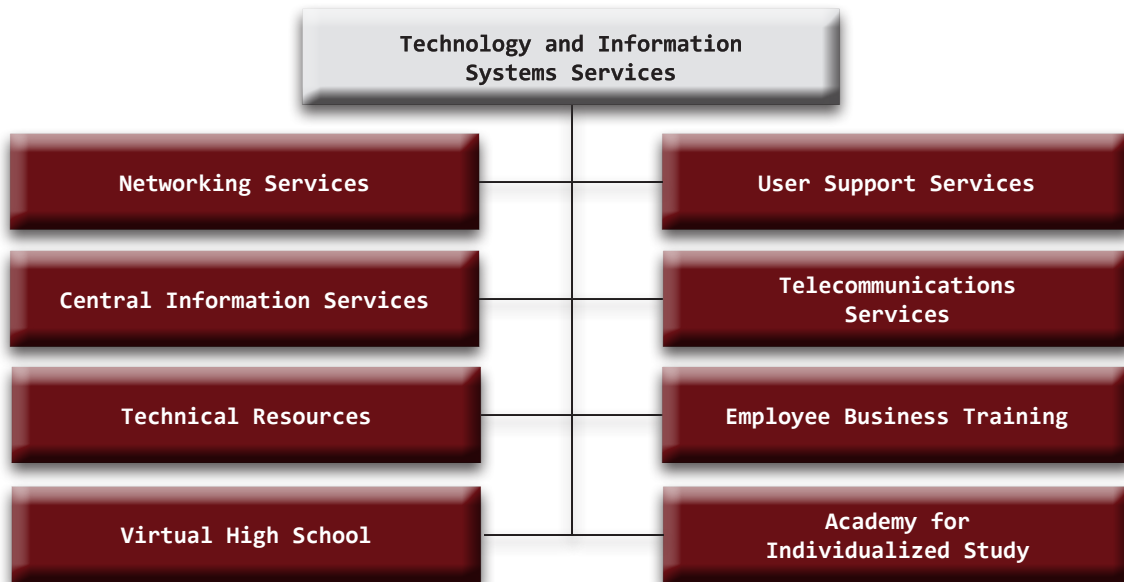 Technology and Information
Systems Services
Networking Services
User Support Services
Central Information Services
Telecommunications
Services
Technical Resources
Employee Business Training
Virtual High School
Academy for
Individualized Study